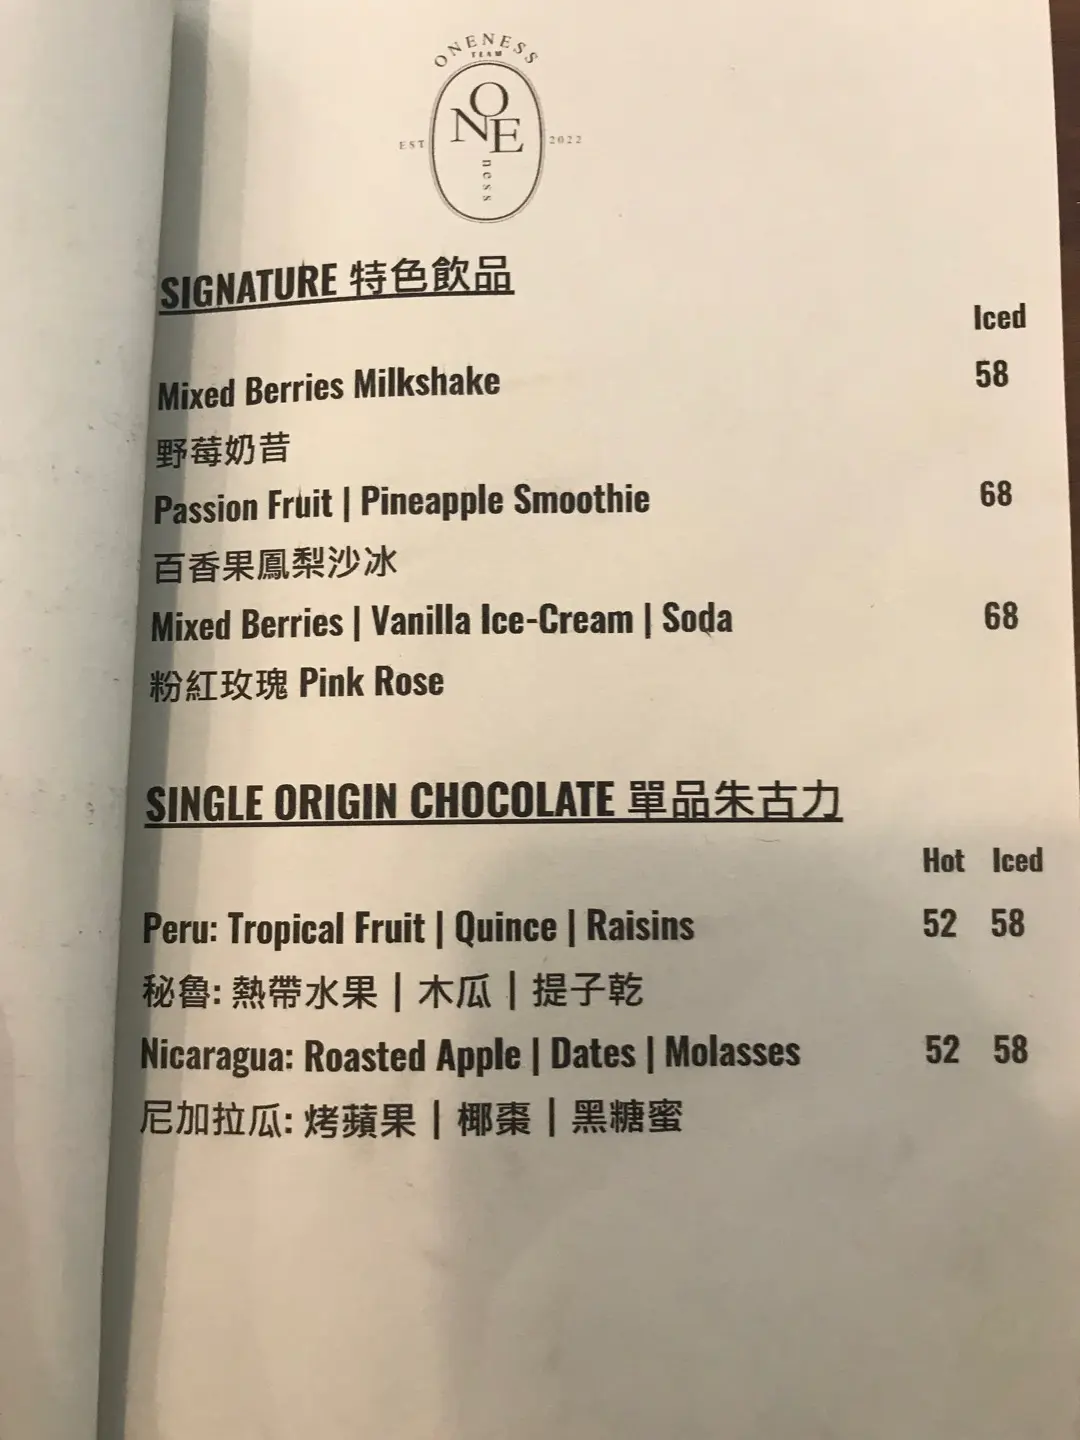 ONENESS
TEAM
EST ONE 2022
ness
SIGNATURE 特色飲品
Iced
Mixed Berries Milkshake 58
野莓奶昔
Passion Fruit | Pineapple Smoothie 68
百香果鳳梨沙冰
Mixed Berries | Vanilla Ice-Cream | Soda 68
粉紅玫瑰 Pink Rose
SINGLE ORIGIN CHOCOLATE 單品朱古力
Hot Iced
Peru: Tropical Fruit | Quince | Raisins 52 58
秘魯: 熱帶水果 | 木瓜 | 提子乾
Nicaragua: Roasted Apple | Dates | Molasses 52 58
尼加拉瓜: 烤蘋果 | 椰棗 | 黑糖蜜